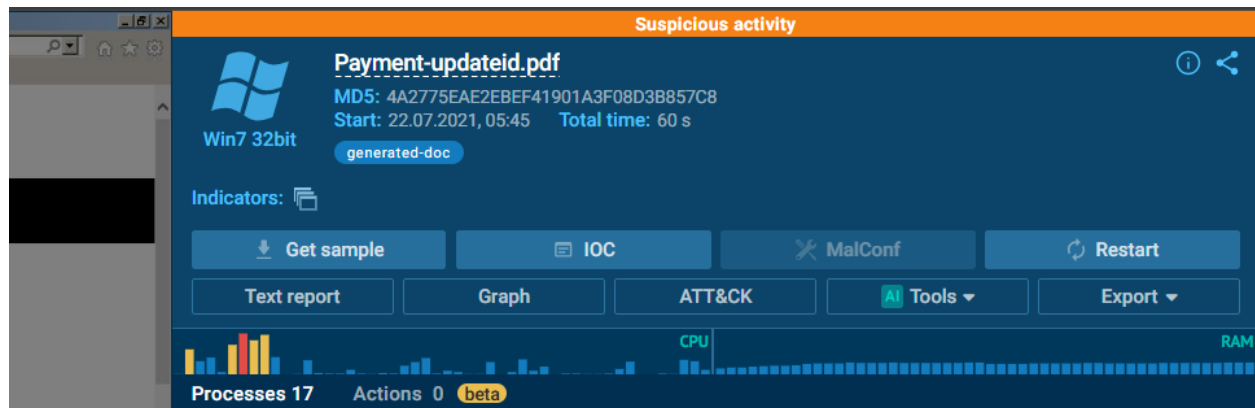 Suspicious activity
Payment-updateid.pdf
MD5: 4A2775EAE2EBEF41901A3F08D3B857C8
Start: 22.07.2021, 05:45 Total time: 60 s
Win7 32bit
generated-doc
Indicators:
Get sample IOC MalConf Restart
Text report Graph ATT&CK AI Tools Export
CPU RAM
Processes 17 Actions 0 beta